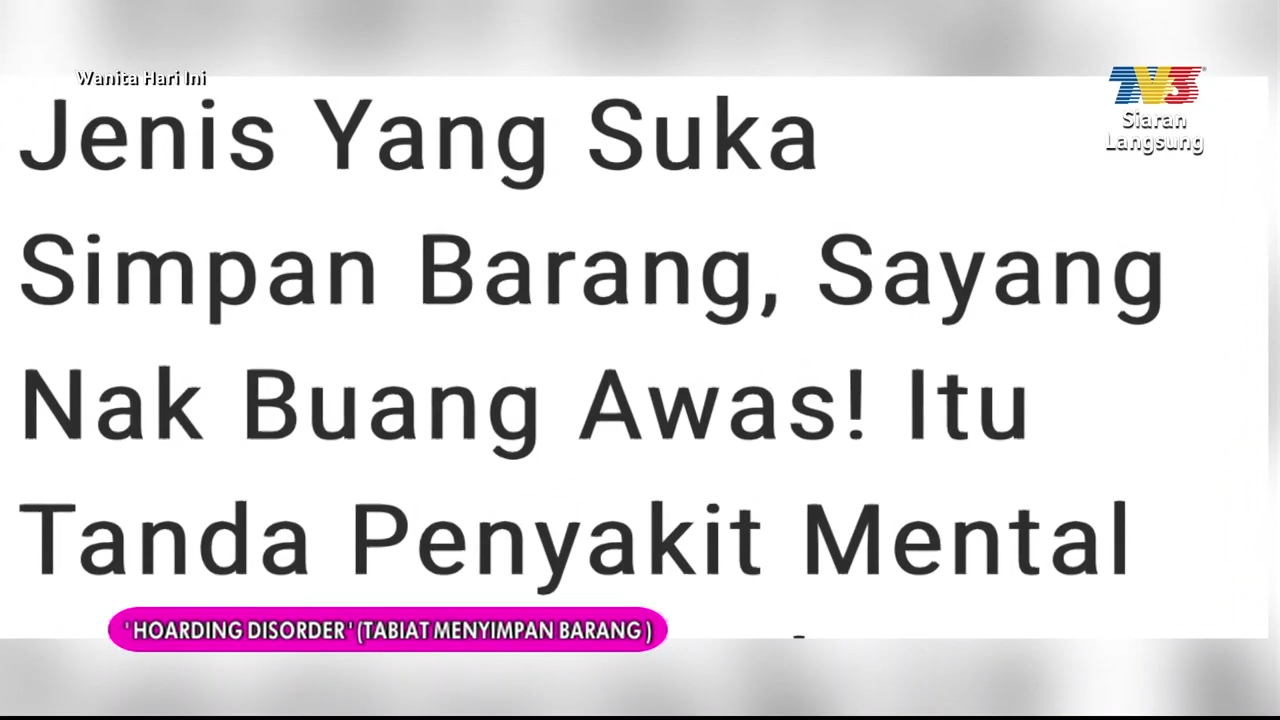 Wanita Hari Ini
TV3
Siaran
Langsung
Jenis Yang Suka
Simpan Barang, Sayang
Nak Buang Awas! Itu
Tanda Penyakit Mental
'HOARDING DISORDER' (TABIAT MENYIMPAN BARANG)